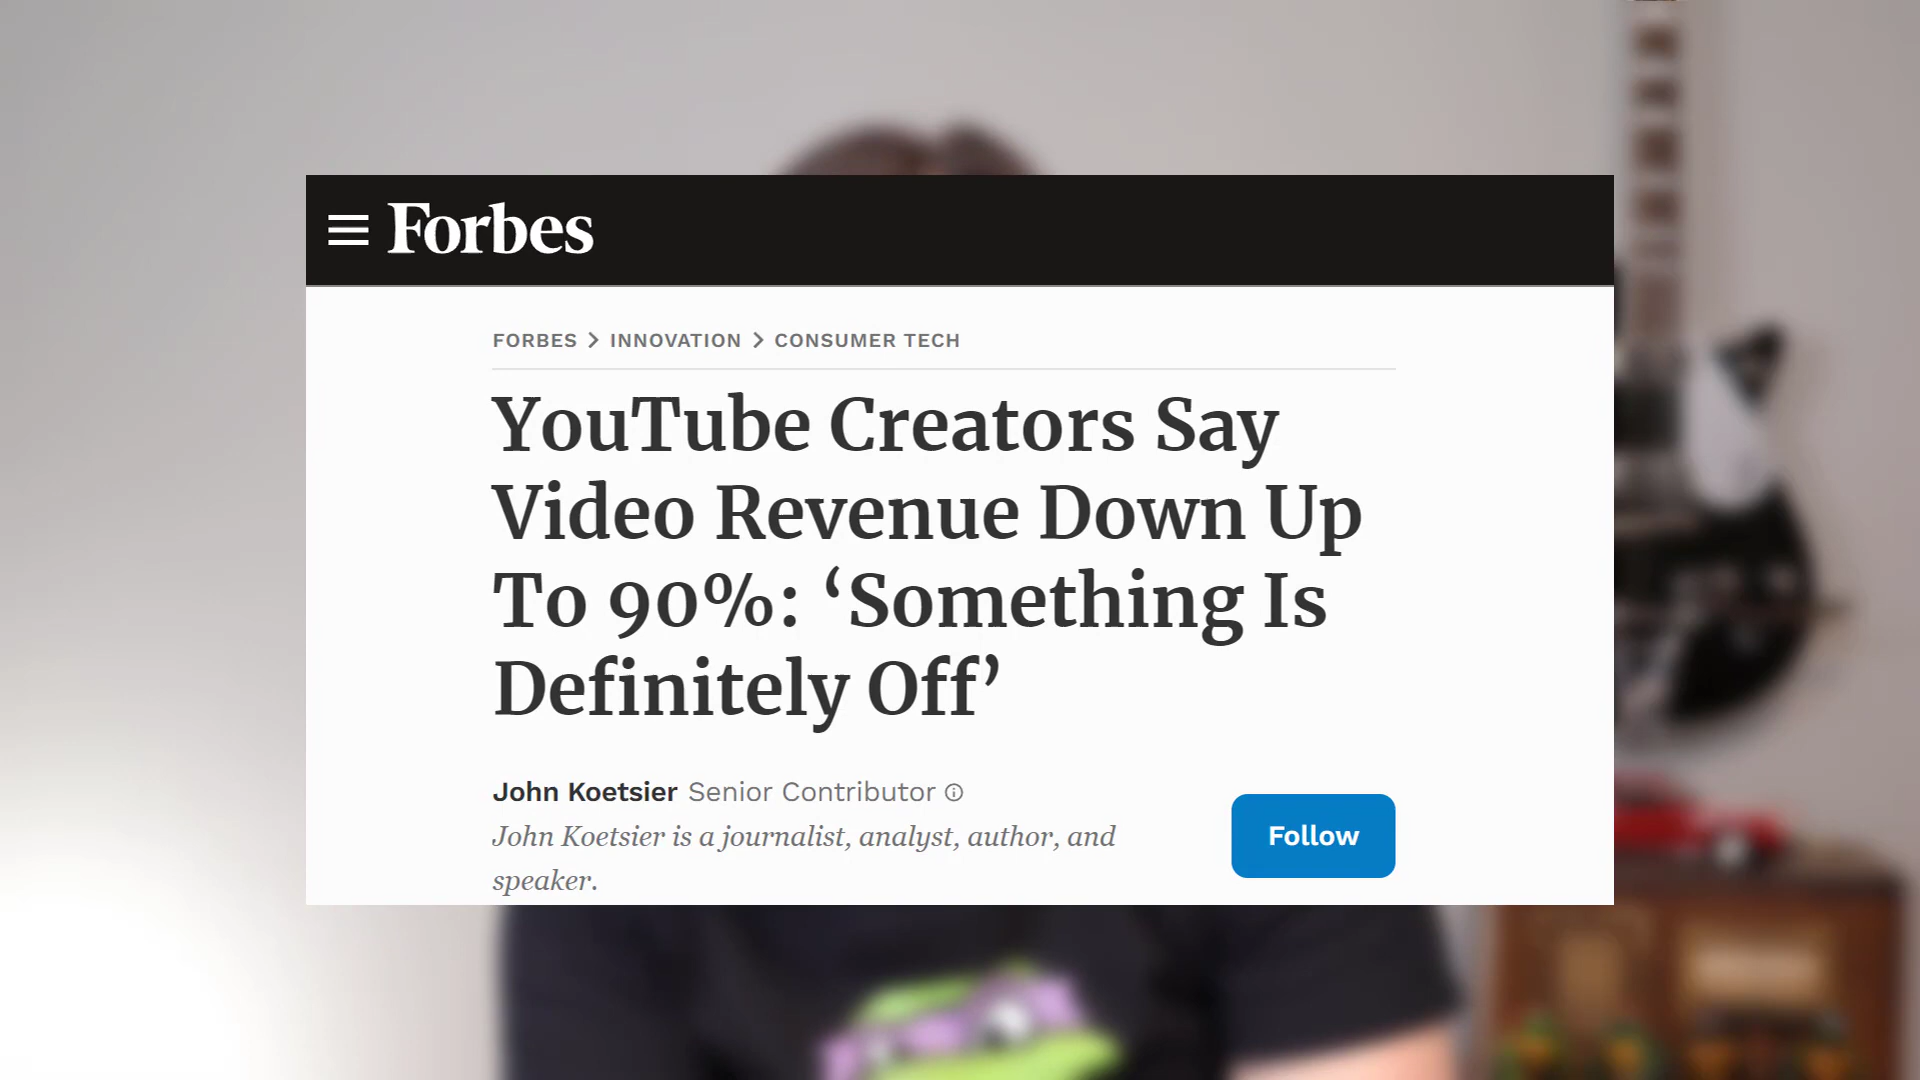 Forbes
FORBES > INNOVATION > CONSUMER TECH
YouTube Creators Say
Video Revenue Down Up
To 90%: ‘Something Is
Definitely Off’
John Koetsier Senior Contributor
John Koetsier is a journalist, analyst, author, and
speaker.
Follow